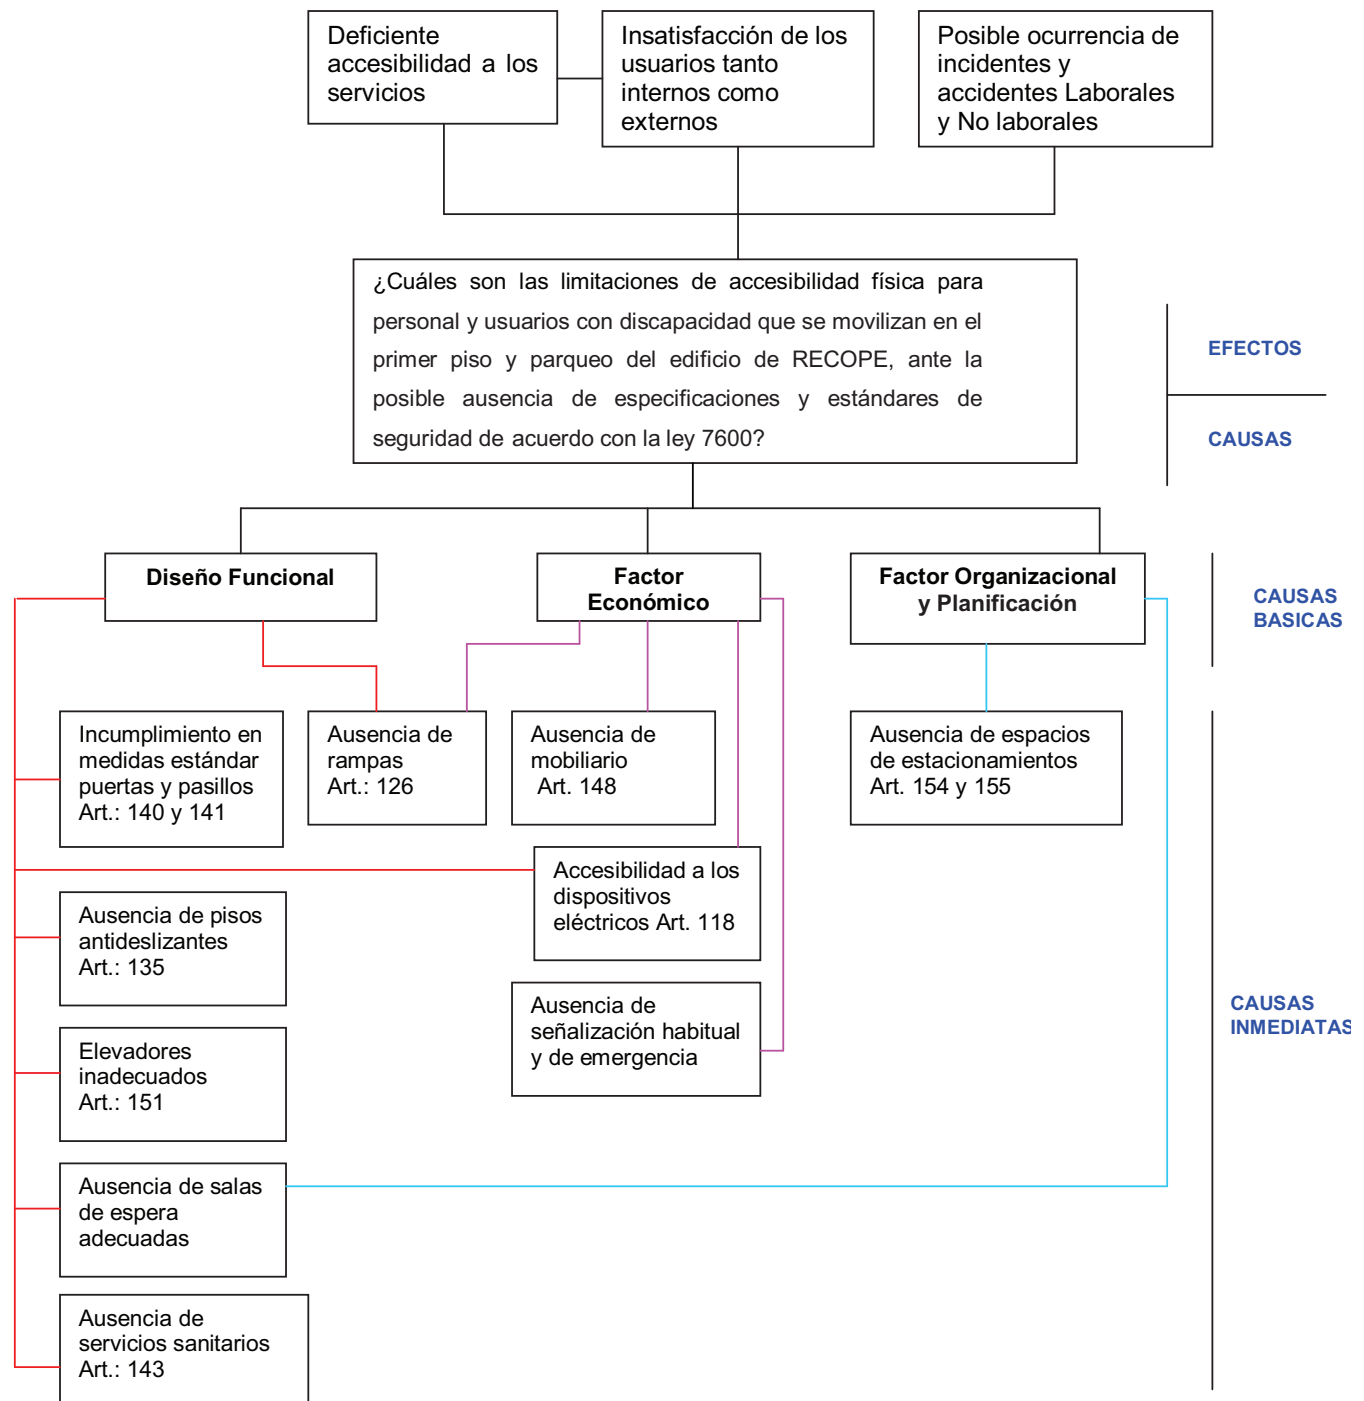 Deficiente
accesibilidad a los
servicios
Insatisfacción de los
usuarios tanto
internos como
externos
Posible ocurrencia de
incidentes y
accidentes Laborales
y No laborales
¿Cuáles son las limitaciones de accesibilidad física para
personal y usuarios con discapacidad que se movilizan en el
primer piso y parqueo del edificio de RECOPE, ante la
posible ausencia de especificaciones y estándares de
seguridad de acuerdo con la ley 7600?
EFECTOS
CAUSAS
Diseño Funcional
Factor
Económico
Factor Organizacional
y Planificación
CAUSAS
BASICAS
Incumplimiento en
medidas estándar
puertas y pasillos
Art.: 140 y 141
Ausencia de
rampas
Art.: 126
Ausencia de
mobiliario
Art. 148
Ausencia de espacios
de estacionamientos
Art. 154 y 155
Accesibilidad a los
dispositivos
eléctricos Art. 118
Ausencia de pisos
antideslizantes
Art.: 135
Ausencia de
señalización habitual
y de emergencia
CAUSAS
INMEDIATAS
Elevadores
inadecuados
Art.: 151
Ausencia de salas
de espera
adecuadas
Ausencia de
servicios sanitarios
Art.: 143